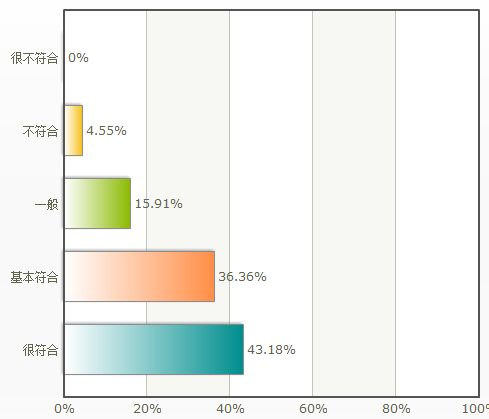 很不符合 0%
不符合 4.55%
一般 15.91%
基本符合 36.36%
很符合 43.18%
0% 20% 40% 60% 80% 100%